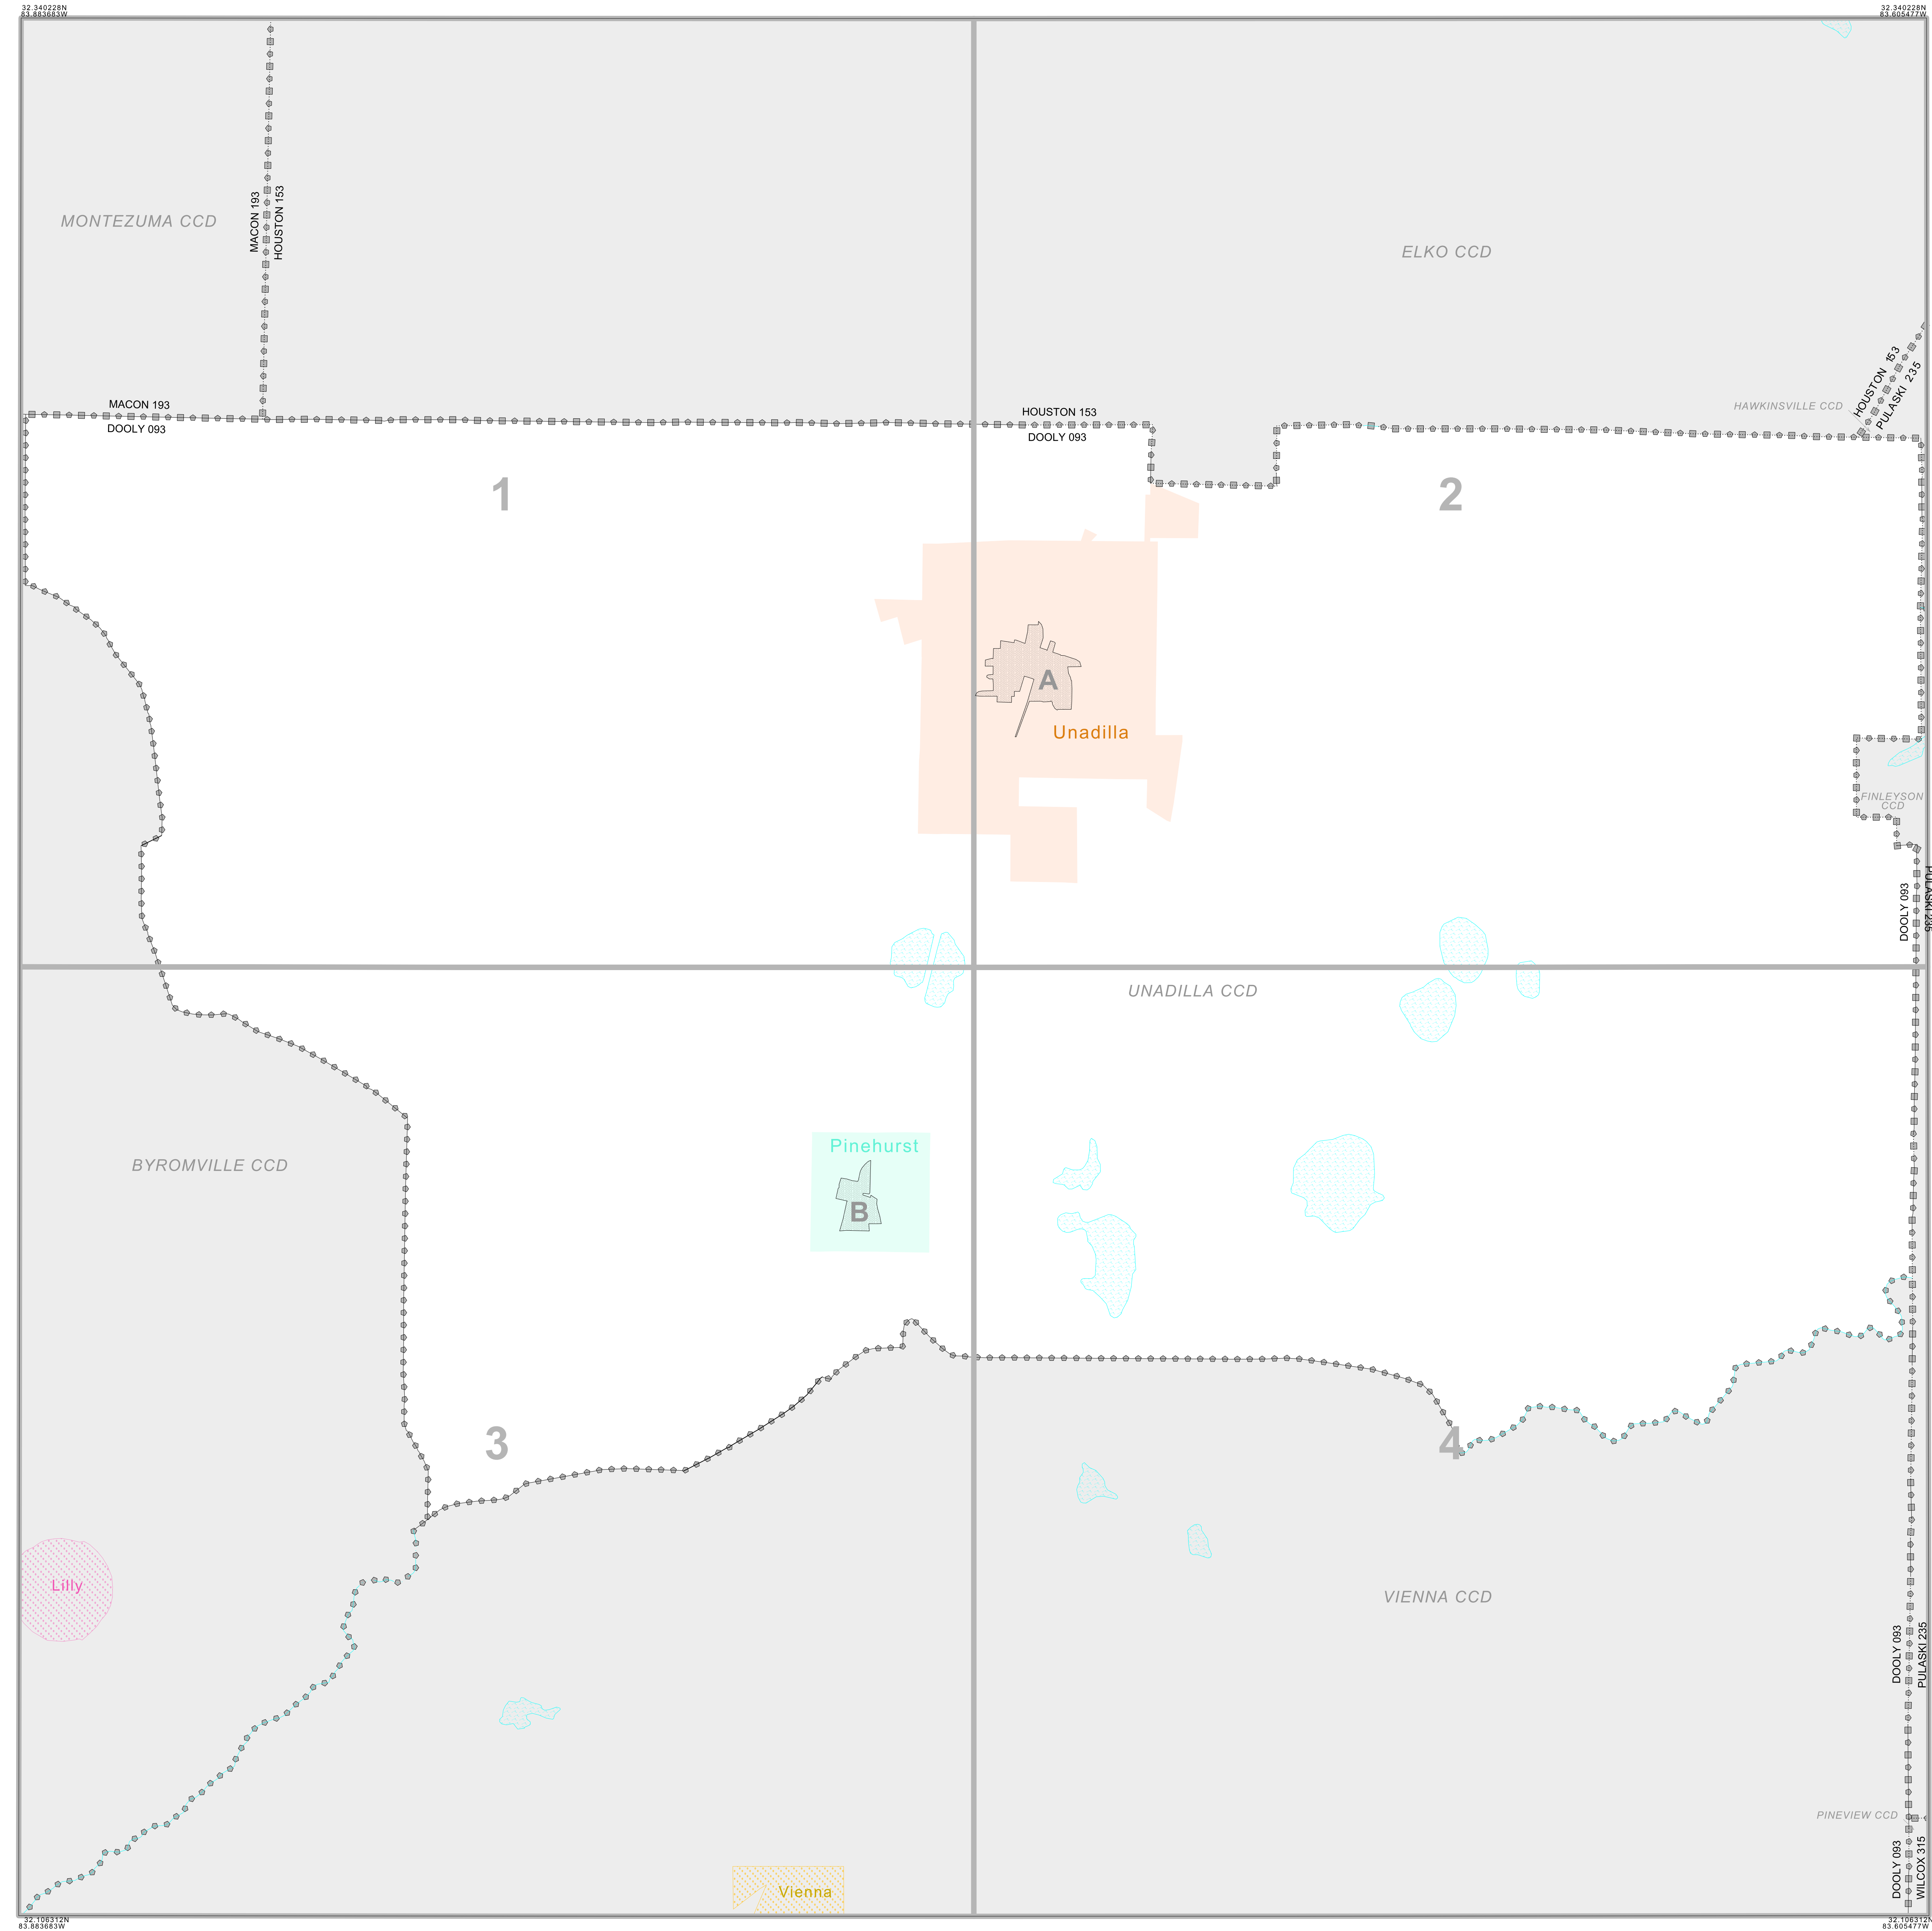 32.340228N
83.883683W
32.340228N
83.605477W
MACON 193
HOUSTON 153
MONTEZUMA CCD
ELKO CCD
HOUSTON 153
PULASKI 235
HAWKINSVILLE CCD
MACON 193
DOOLY 093
HOUSTON 153
DOOLY 093
1
2
A
Unadilla
FINLEYSON
CCD
DOOLY 093
PULASKI 235
UNADILLA CCD
Pinehurst
B
BYROMVILLE CCD
3
4
Lilly
VIENNA CCD
DOOLY 093
PULASKI 235
PINEVIEW CCD
DOOLY 093
WILCOX 315
Vienna
32.106312N
83.883683W
32.106312N
83.605477W